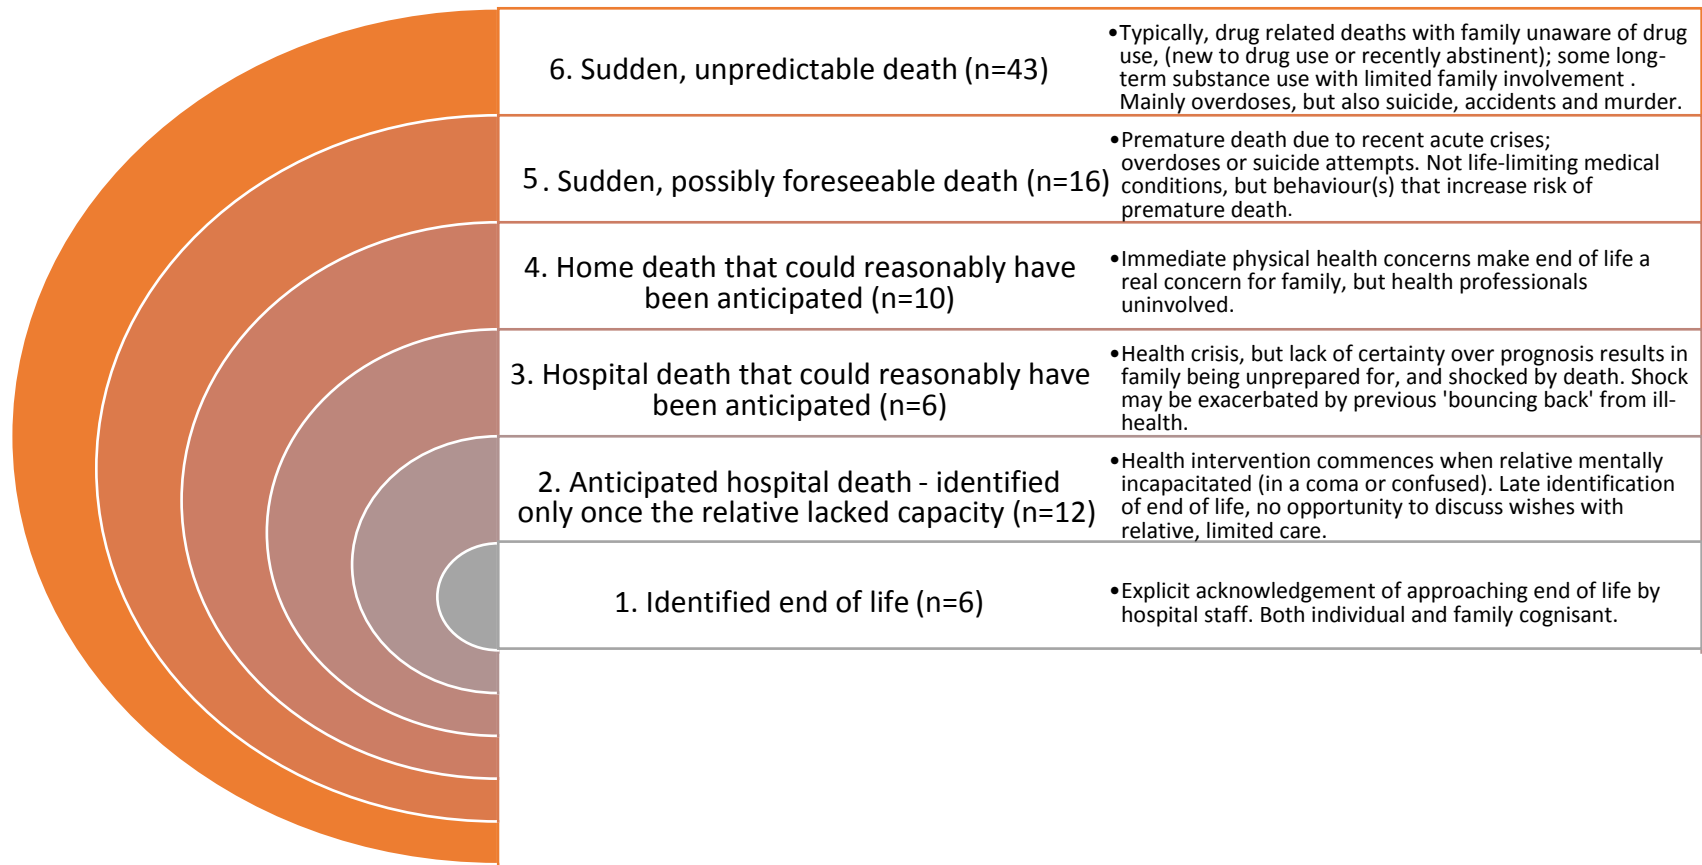 6. Sudden, unpredictable death (n=43)
•Typically, drug related deaths with family unaware of drug
use, (new to drug use or recently abstinent); some long-
term substance use with limited family involvement .
Mainly overdoses, but also suicide, accidents and murder.
5. Sudden, possibly foreseeable death (n=16)
•Premature death due to recent acute crises;
overdoses or suicide attempts. Not life-limiting medical
conditions, but behaviour(s) that increase risk of
premature death.
4. Home death that could reasonably have
been anticipated (n=10)
•Immediate physical health concerns make end of life a
real concern for family, but health professionals
uninvolved.
3. Hospital death that could reasonably have
been anticipated (n=6)
•Health crisis, but lack of certainty over prognosis results in
family being unprepared for, and shocked by death. Shock
may be exacerbated by previous 'bouncing back' from ill-
health.
2. Anticipated hospital death - identified
only once the relative lacked capacity (n=12)
•Health intervention commences when relative mentally
incapacitated (in a coma or confused). Late identification
of end of life, no opportunity to discuss wishes with
relative, limited care.
1. Identified end of life (n=6)
•Explicit acknowledgement of approaching end of life by
hospital staff. Both individual and family cognisant.